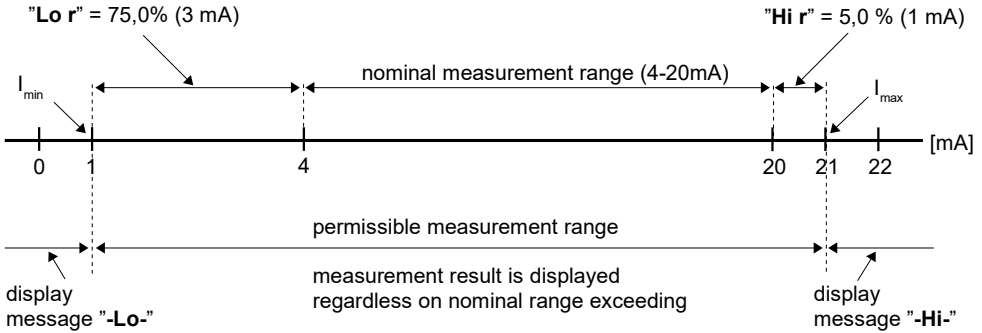 "Lo r" = 75,0% (3 mA)
"Hi r" = 5,0 % (1 mA)
nominal measurement range (4-20mA)
Imin
Imax
[mA]
0 1 4 20 21 22
permissible measurement range
measurement result is displayed
regardless on nominal range exceeding
display
message "-Lo-"
display
message "-Hi-"